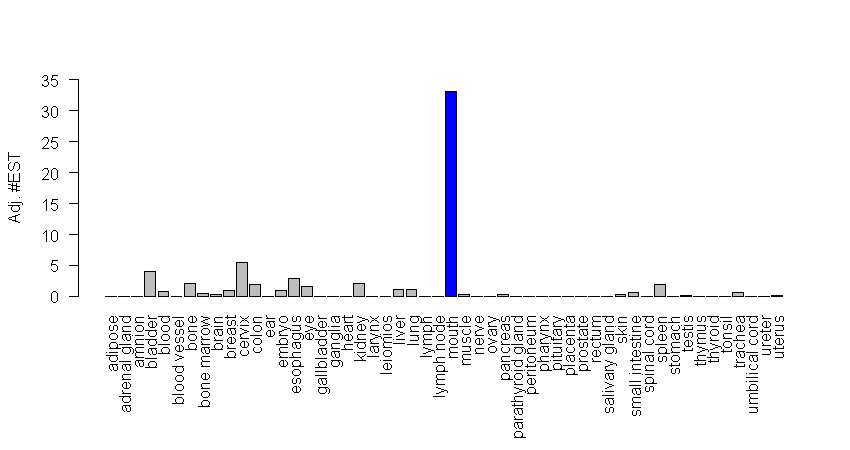 Adj. #EST
35
30
25
20
15
10
5
0
adipose
adrenal gland
amnion
bladder
blood
blood vessel
bone
bone marrow
brain
breast
cervix
colon
ear
embryo
esophagus
eye
gallbladder
ganglia
heart
kidney
larynx
leiomios
liver
lung
lymph
lymph node
mouth
muscle
nerve
ovary
pancreas
parathyroid gland
peritoneum
pharynx
pituitary
placenta
prostate
rectum
salivary gland
skin
small intestine
spinal cord
spleen
stomach
testis
thymus
thyroid
tonsil
trachea
umbilical cord
ureter
uterus